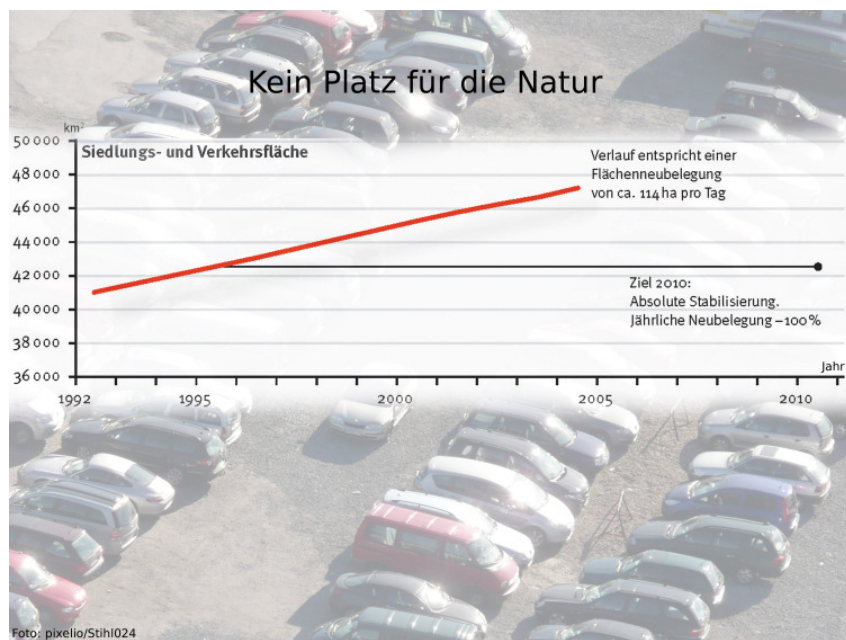 Kein Platz für die Natur
km²
50 000
Siedlungs- und Verkehrsfläche
Verlauf entspricht einer
Flächenneubelegung
von ca. 114 ha pro Tag
48 000
46 000
44 000
42 000
40 000
38 000
36 000
Ziel 2010:
Absolute Stabilisierung.
Jährliche Neubelegung –100 %
Jahr
1992 1995 2000 2005 2010
Foto: pixelio/Stihl024